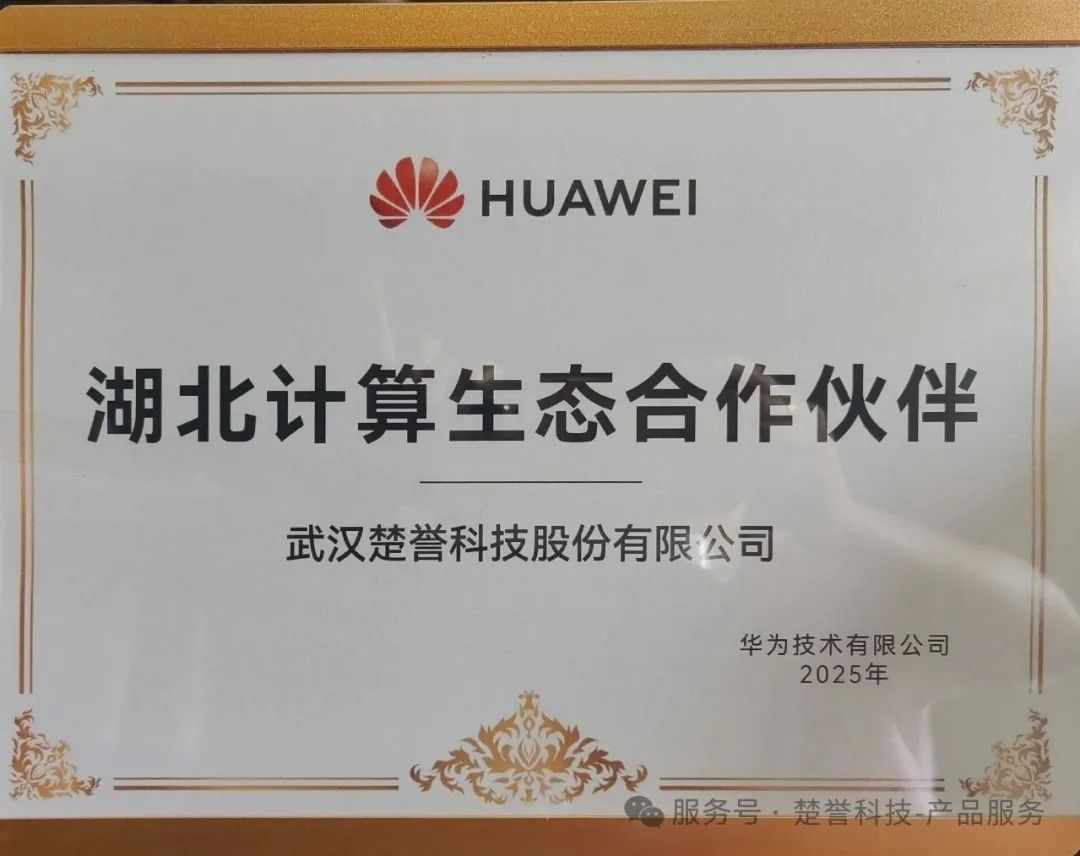 HUAWEI
湖北计算生态合作伙伴
武汉楚誉科技股份有限公司
华为技术有限公司
2025年
服务号 · 楚誉科技-产品服务